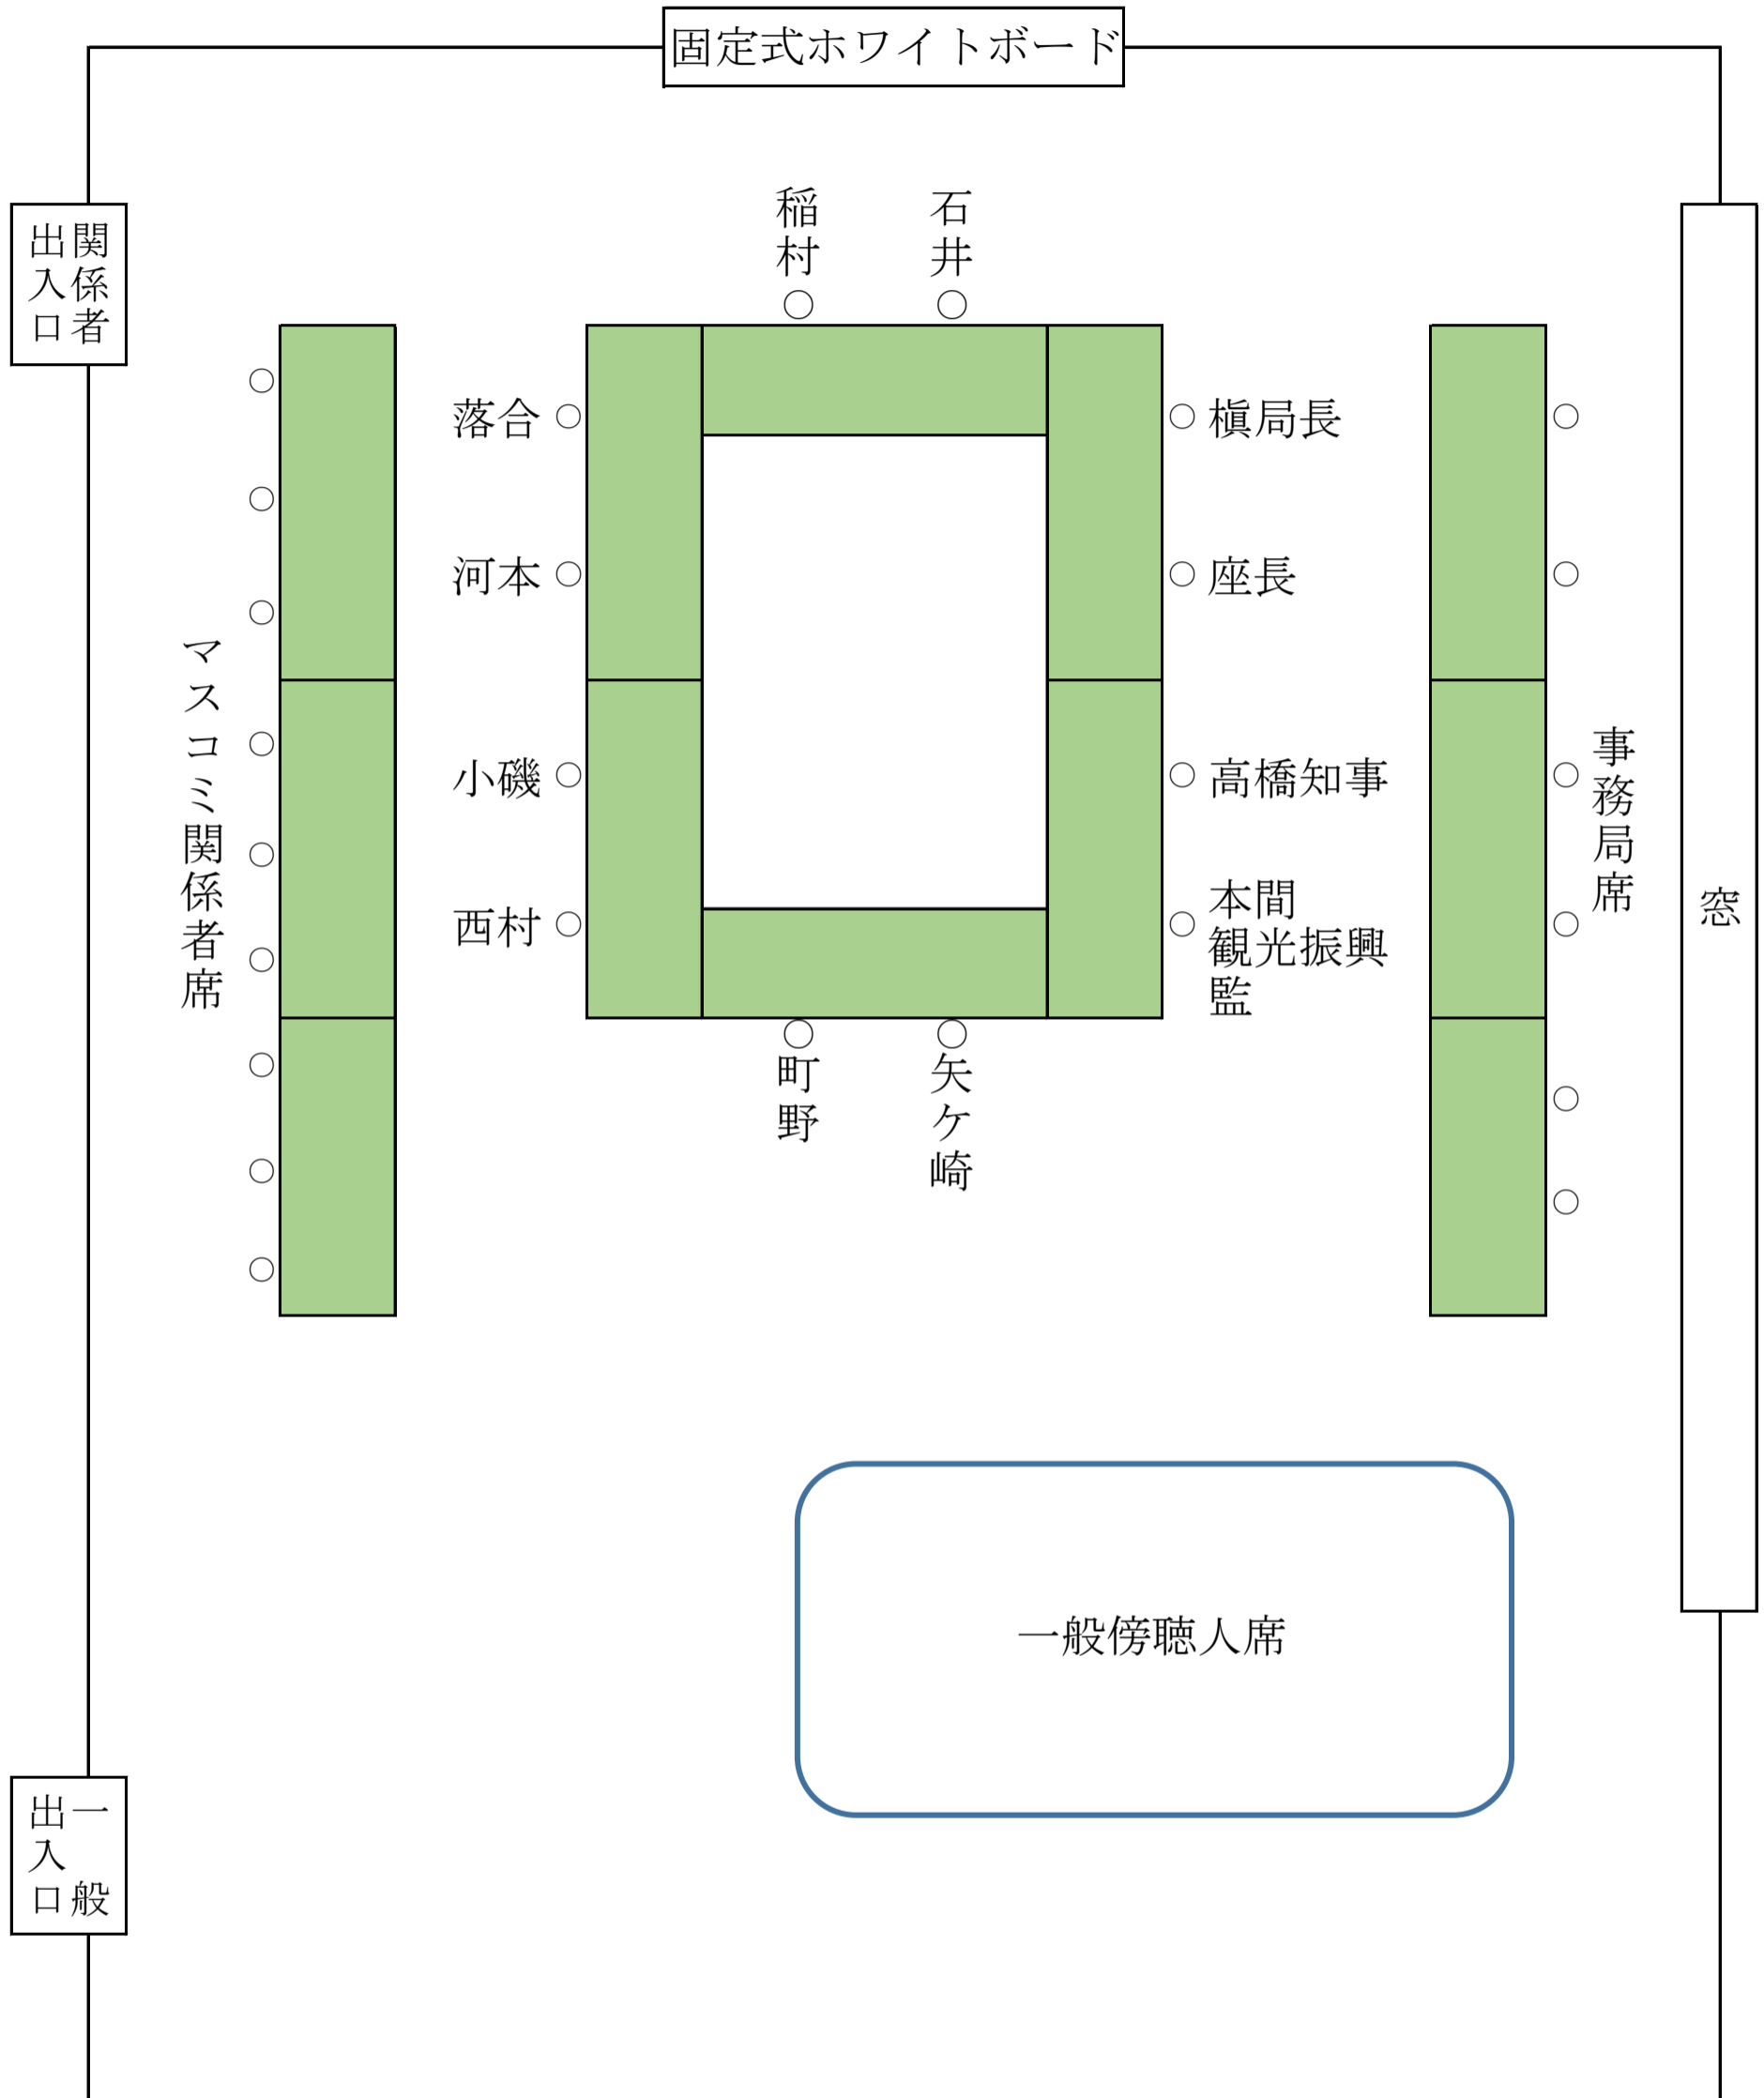 固定式ホワイトボード
関係者
出入口
稲村
石井
落合
槇局長
河本
座長
マスコミ関係者席
小磯
高橋知事
事務局席
西村
本間
観光振興
監
窓
町野
矢ケ崎
一般傍聴人席
一般
出入口